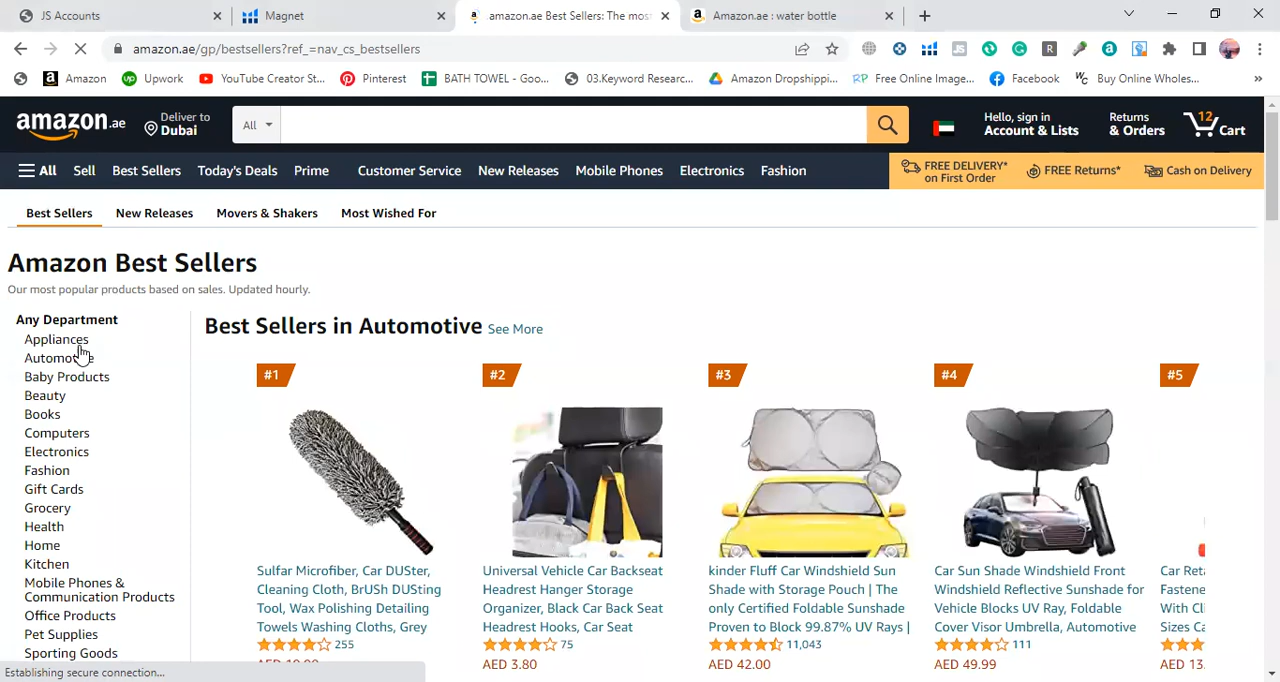 JS Accounts
Magnet
amazon.ae Best Sellers: The mos
Amazon.ae : water bottle
amazon.ae/gp/bestsellers?ref_=nav_cs_bestsellers
Amazon
Upwork
YouTube Creator St...
Pinterest
BATH TOWEL - Goo...
03.Keyword Researc...
Amazon Dropshippi...
Free Online Image...
Facebook
Buy Online Wholes...
amazon.ae
Deliver to
Dubai
All
Hello, sign in
Account & Lists
Returns
& Orders
12
Cart
All
Sell
Best Sellers
Today's Deals
Prime
Customer Service
New Releases
Mobile Phones
Electronics
Fashion
FREE DELIVERY*
on First Order
FREE Returns*
Cash on Delivery
Best Sellers
New Releases
Movers & Shakers
Most Wished For
Amazon Best Sellers
Our most popular products based on sales. Updated hourly.
Any Department
Appliances
Automotive
Baby Products
Beauty
Books
Computers
Electronics
Fashion
Gift Cards
Grocery
Health
Home
Kitchen
Mobile Phones &
Communication Products
Office Products
Pet Supplies
Sporting Goods
Best Sellers in Automotive See More
#1
Sulfar Microfiber, Car DUSter,
Cleaning Cloth, BrUSh DUSting
Tool, Wax Polishing Detailing
Towels Washing Cloths, Grey
255
#2
Universal Vehicle Car Backseat
Headrest Hanger Storage
Organizer, Black Car Back Seat
Headrest Hooks, Car Seat
75
AED 3.80
#3
kinder Fluff Car Windshield Sun
Shade with Storage Pouch | The
only Certified Foldable Sunshade
Proven to Block 99.87% UV Rays |
11,043
AED 42.00
#4
Car Sun Shade Windshield Front
Windshield Reflective Sunshade for
Vehicle Blocks UV Ray, Foldable
Cover Visor Umbrella, Automotive
111
AED 49.99
#5
Car Reta
Fastene
With Cli
Sizes Ca
AED 13.
Establishing secure connection...